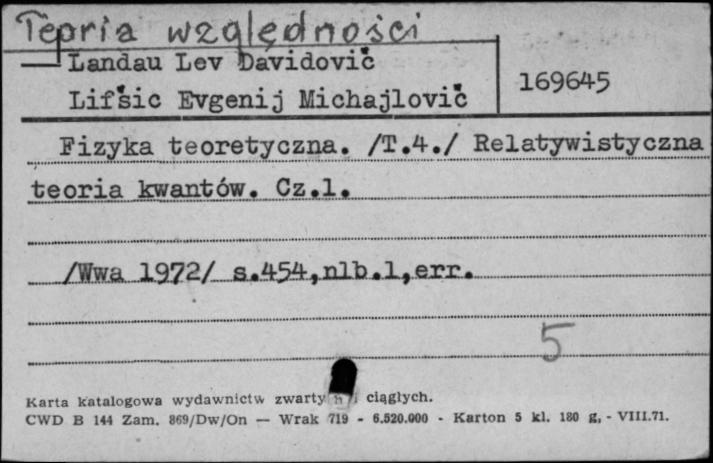 Teoria względności
Landau Lev Davidovič
169645
Lifšic Evgenij Michajlovič
Fizyka teoretyczna. /T.4./ Relatywistyczna
teoria kwantów. Cz.1.
/Wwa 1972/ s.454,nlb.1,err.
5
Karta katalogowa wydawnictw zwarty i ciągłych.
CWD B 144 Zam. 869/Dw/On — Wrak 719 - 6.520.000 - Karton 5 kl. 180 g, - VIII.71.